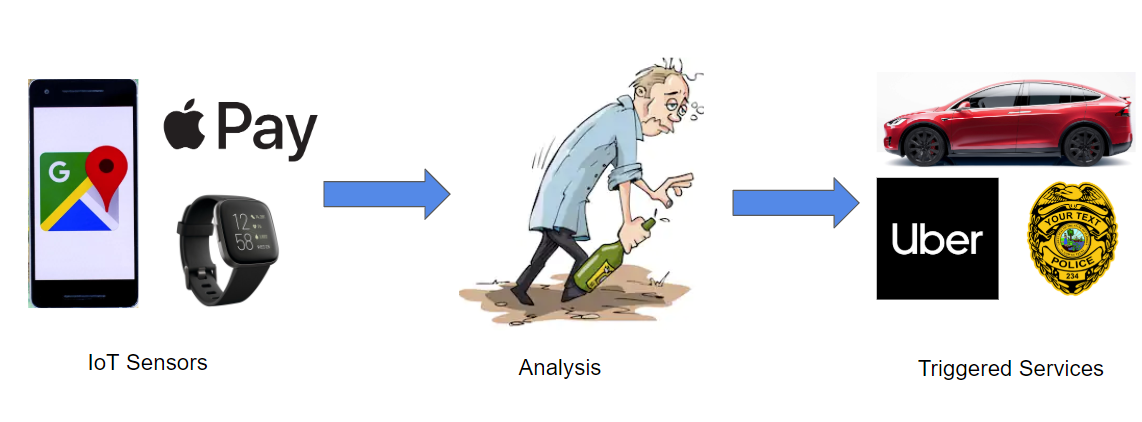 G
Pay
12
58
IoT Sensors
Analysis
Uber
YOUR TEXT
POLICE
234
Triggered Services